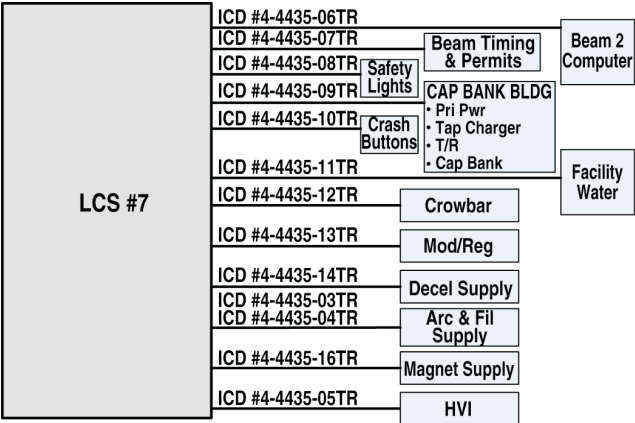 LCS #7
ICD #4-4435-06TR
Beam 2
Computer
ICD #4-4435-07TR
Beam Timing
& Permits
ICD #4-4435-08TR
Safety
Lights
ICD #4-4435-09TR
CAP BANK BLDG
• Pri Pwr
• Tap Charger
• T/R
• Cap Bank
ICD #4-4435-10TR
Crash
Buttons
ICD #4-4435-11TR
Facility
Water
ICD #4-4435-12TR
Crowbar
ICD #4-4435-13TR
Mod/Reg
ICD #4-4435-14TR
Decel Supply
ICD #4-4435-03TR
ICD #4-4435-04TR
Arc & Fil
Supply
ICD #4-4435-16TR
Magnet Supply
ICD #4-4435-05TR
HVI